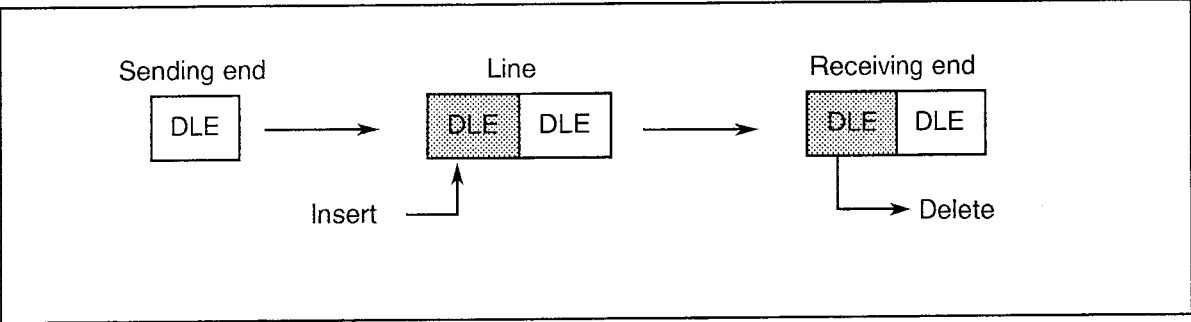 Sending end
Line
Receiving end
DLE
DLE DLE
DLE DLE
Insert
Delete